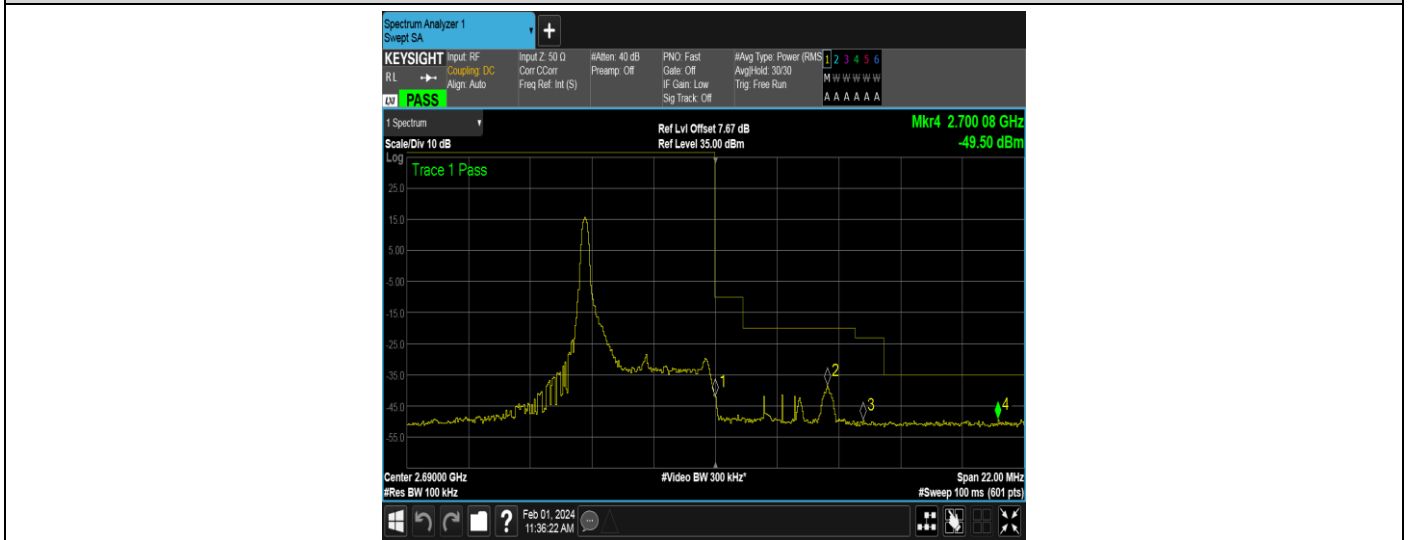 Spectrum Analyzer 1
Swept SA
+
KEYSIGHT Input: RF Input Z: 50 Ω #Atten: 40 dB PNO: Fast #Avg Type: Power (RMS 1 2 3 4 5 6
RL Coupling: DC Corr CCorr Preamp: Off Gate: Off Avg|Hold: 30/30 M W W W W W
Align: Auto Freq Ref: Int (S) IF Gain: Low Trig: Free Run
LXI PASS Sig Track: Off A A A A A A
1 Spectrum Ref Lvl Offset 7.67 dB Mkr4 2.700 08 GHz
Scale/Div 10 dB Ref Level 35.00 dBm -49.50 dBm
Log
Trace 1 Pass
25.0
15.0
5.00
-5.00
-15.0
-25.0
-35.0
1
2
-45.0
3
4
-55.0
Center 2.69000 GHz #Video BW 300 kHz* Span 22.00 MHz
#Res BW 100 kHz #Sweep 100 ms (601 pts)
? Feb 01, 2024
11:36:22 AM